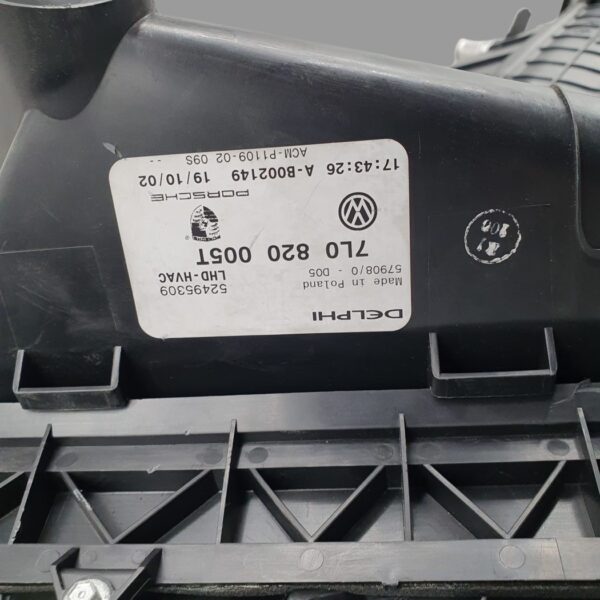 DELPHI
Made in Poland
57908/0 - D05
7L0 820 005T
LHD-HVAC
52495309
PORSCHE
17:43:26 A-B002149 19/10/02
ACM-P1109-02 09S --